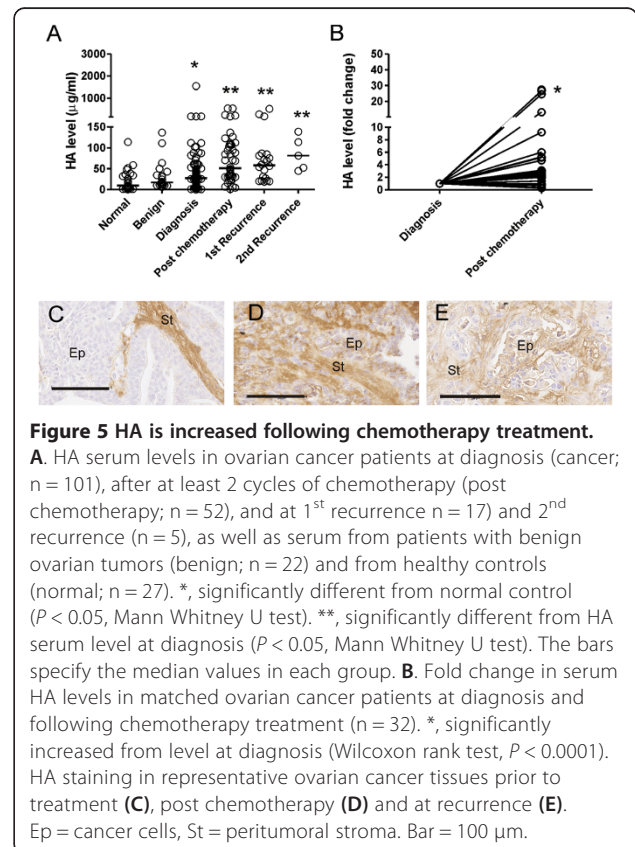 A
B
HA level (µg/ml)
3000
2000
1000
150
100
50
0
*
**
**
**
Normal
Benign
Diagnosis
Post chemotherapy
1st Recurrence
2nd Recurrence
HA level (fold change)
50
40
30
20
10
6
4
2
0
*
Diagnosis
Post chemotherapy
C
St
Ep
D
Ep
St
E
Ep
St
Figure 5 HA is increased following chemotherapy treatment.
A. HA serum levels in ovarian cancer patients at diagnosis (cancer;
n = 101), after at least 2 cycles of chemotherapy (post
chemotherapy; n = 52), and at 1st recurrence n = 17) and 2nd
recurrence (n = 5), as well as serum from patients with benign
ovarian tumors (benign; n = 22) and from healthy controls
(normal; n = 27). *, significantly different from normal control
(P < 0.05, Mann Whitney U test). **, significantly different from HA
serum level at diagnosis (P < 0.05, Mann Whitney U test). The bars
specify the median values in each group. B. Fold change in serum
HA levels in matched ovarian cancer patients at diagnosis and
following chemotherapy treatment (n = 32). *, significantly
increased from level at diagnosis (Wilcoxon rank test, P < 0.0001).
HA staining in representative ovarian cancer tissues prior to
treatment (C), post chemotherapy (D) and at recurrence (E).
Ep = cancer cells, St = peritumoral stroma. Bar = 100 µm.